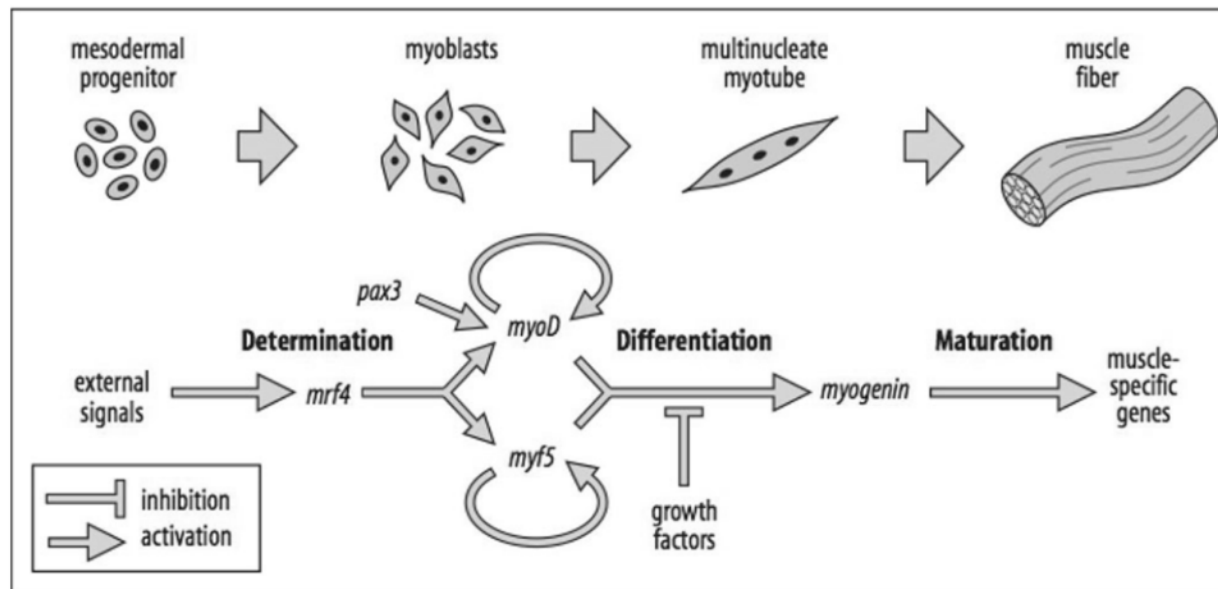 mesodermal
progenitor
myoblasts
multinucleate
myotube
muscle
fiber
pax3
myoD
Determination
Differentiation
Maturation
external
signals
mrf4
myogenin
muscle-
specific
genes
myf5
growth
factors
inhibition
activation